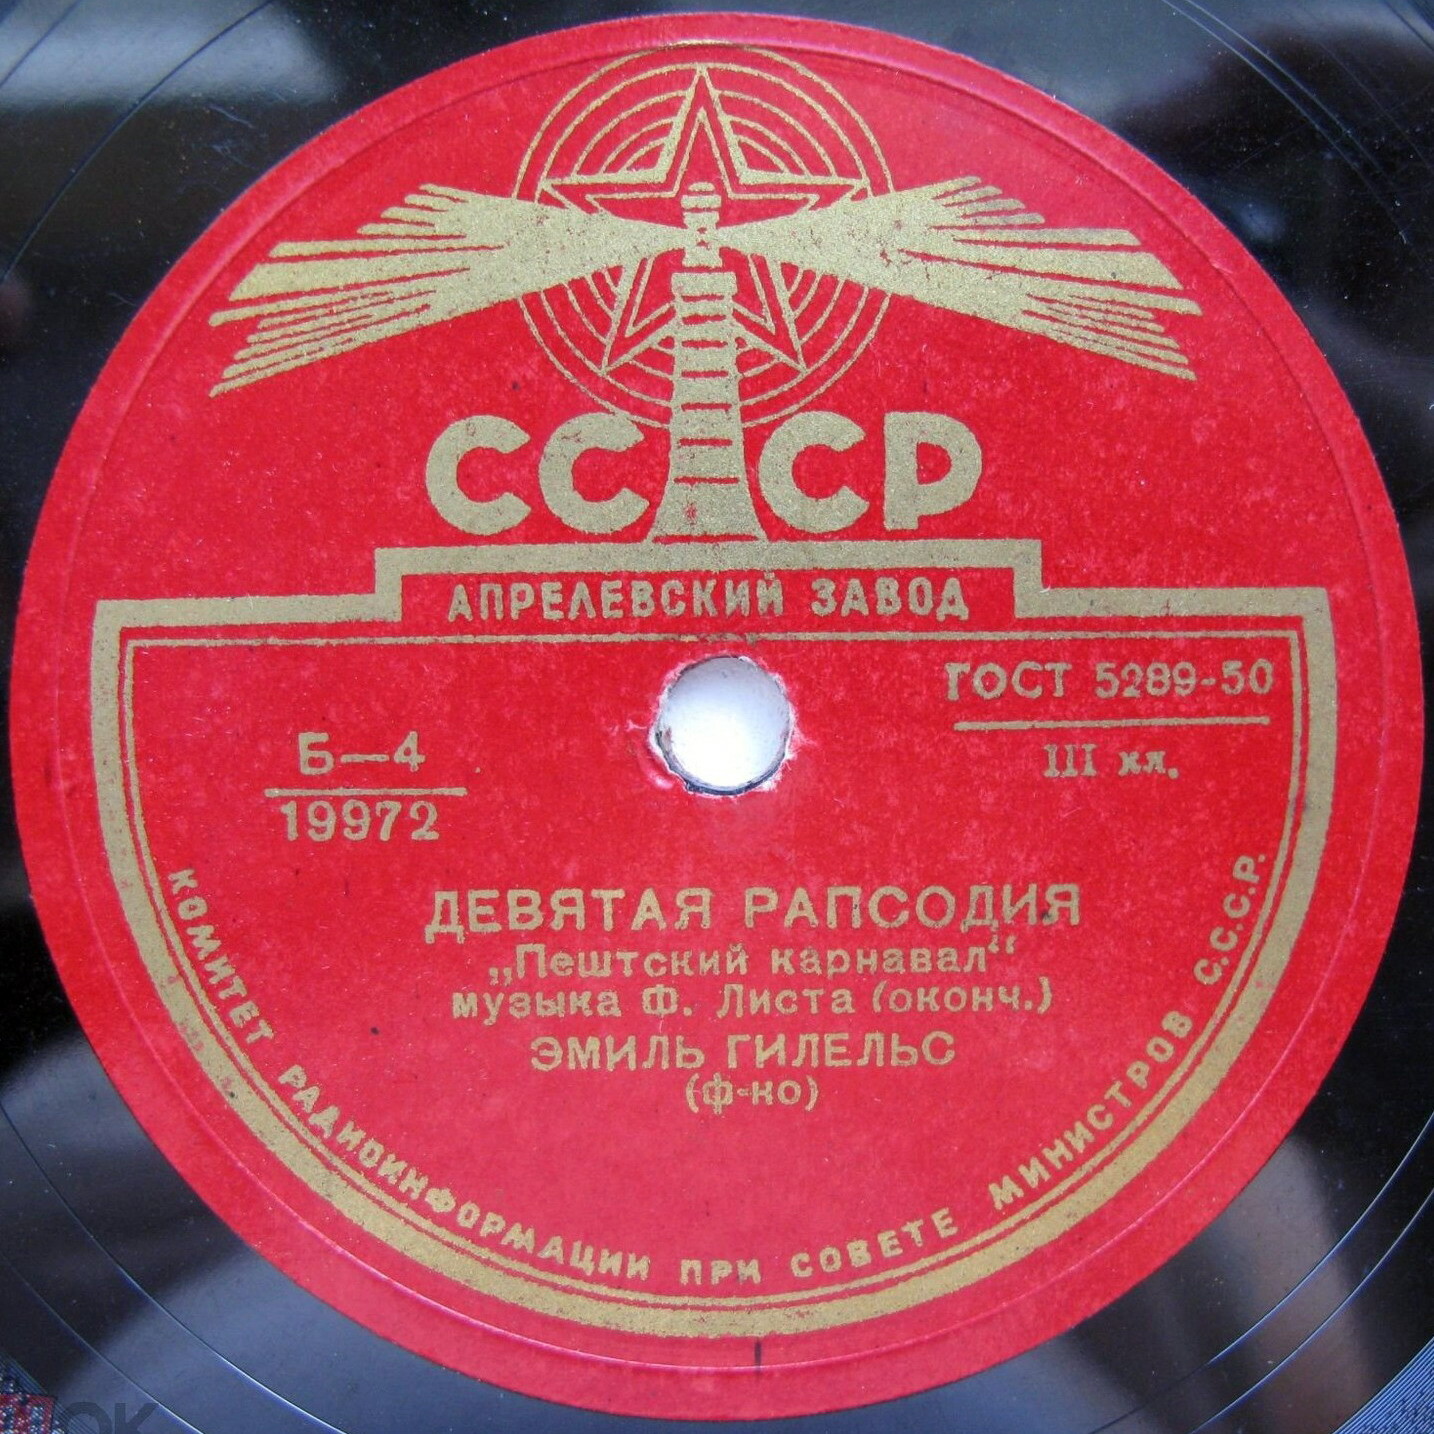 СССР
АПРЕЛЕВСКИЙ ЗАВОД
ГОСТ 5289-50
III кл.
Б—4
19972
ДЕВЯТАЯ РАПСОДИЯ
„Пештский карнавал“
музыка Ф. Листа (оконч.)
ЭМИЛЬ ГИЛЕЛЬС
(ф-но)
КОМИТЕТ РАДИОИНФОРМАЦИИ ПРИ СОВЕТЕ МИНИСТРОВ С.С.С.Р.